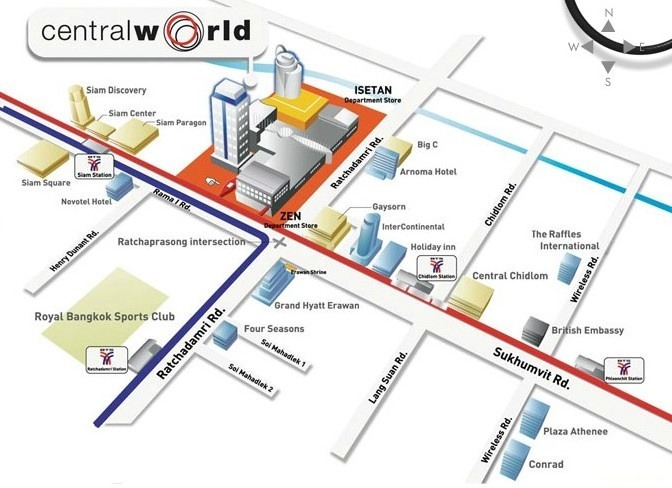 centralworld
N
W
E
S
Siam Discovery
Siam Center
Siam Paragon
ISETAN
Department Store
Ratchadamri Rd.
Big C
Arnoma Hotel
Siam Square
Siam Station
Novotel Hotel
Rama I Rd.
Henry Dunant Rd.
ZEN
Department Store
Gaysorn
InterContinental
Holiday inn
Chidlom Rd.
Ratchaprasong intersection
Erawan Shrine
Grand Hyatt Erawan
Chidlom Station
Central Chidlom
The Raffles
International
Wireless Rd.
British Embassy
Royal Bangkok Sports Club
Ratchadamri Station
Ratchadamri Rd.
Four Seasons
Soi Mahadlek 1
Soi Mahadlek 2
Lang Suan Rd.
Sukhumvit Rd.
Ploenchit Station
Wireless Rd.
Plaza Athenee
Conrad